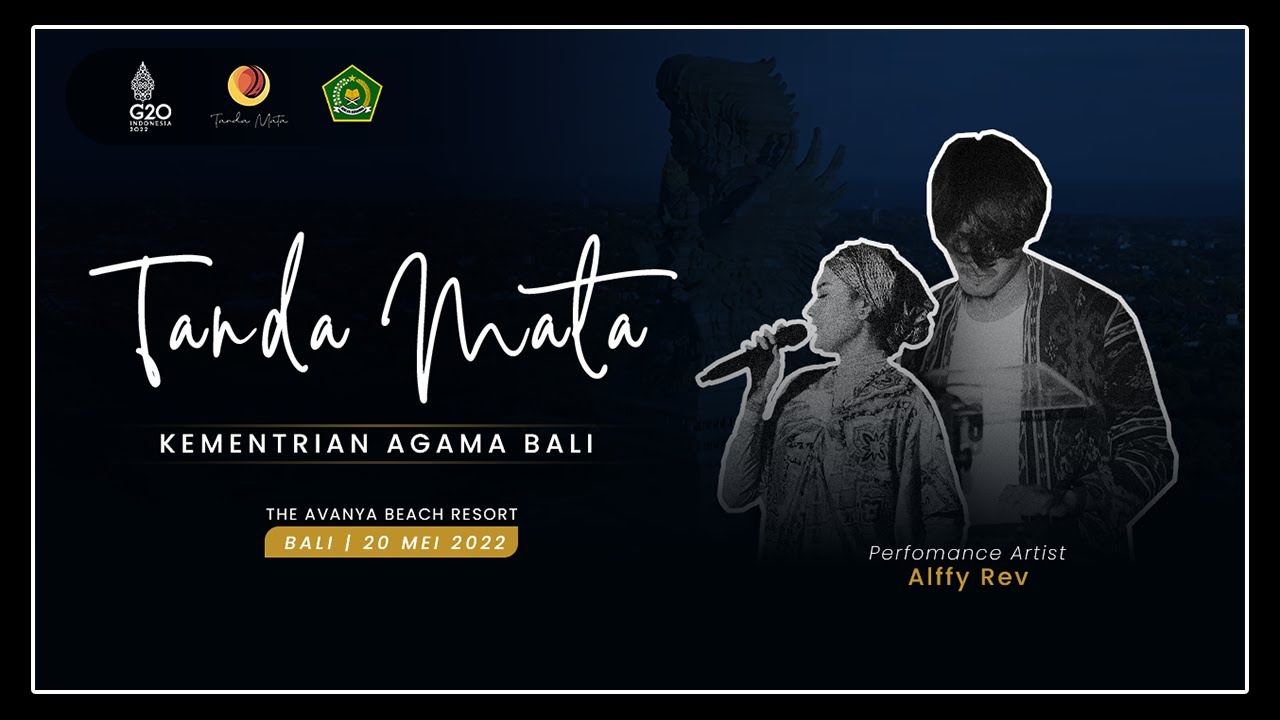 G20
INDONESIA
2022
Tanda Mata
Tanda Mata
KEMENTRIAN AGAMA BALI
THE AVANYA BEACH RESORT
BALI | 20 MEI 2022
Perfomance Artist
Alffy Rev